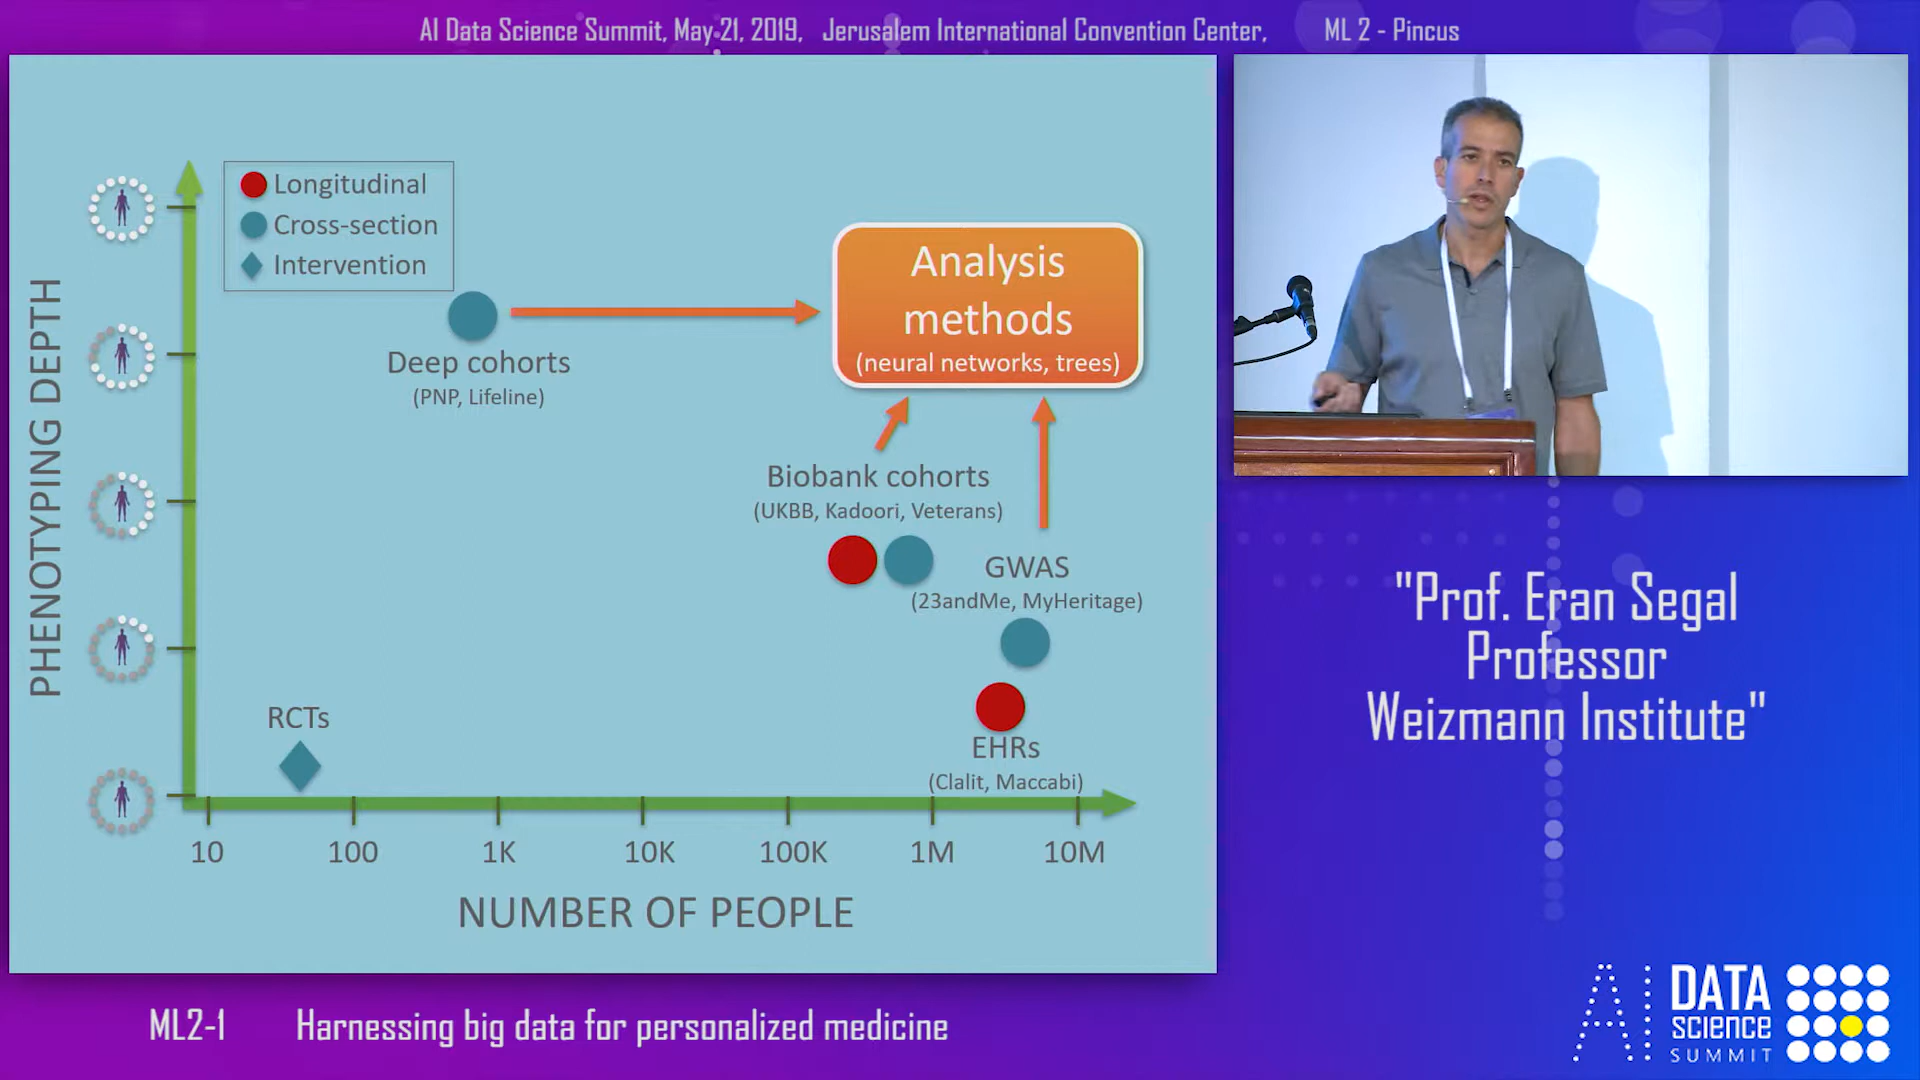 AI Data Science Summit, May 21, 2019, Jerusalem International Convention Center, ML 2 - Pincus
Longitudinal
Cross-section
Intervention
PHENOTYPING DEPTH
Deep cohorts
(PNP, Lifeline)
Analysis
methods
(neural networks, trees)
Biobank cohorts
(UKBB, Kadoori, Veterans)
GWAS
(23andMe, MyHeritage)
RCTs
EHRs
(Clalit, Maccabi)
10 100 1K 10K 100K 1M 10M
NUMBER OF PEOPLE
"Prof. Eran Segal
Professor
Weizmann Institute"
ML2-1 Harnessing big data for personalized medicine
AI DATA
SCIENCE
SUMMIT